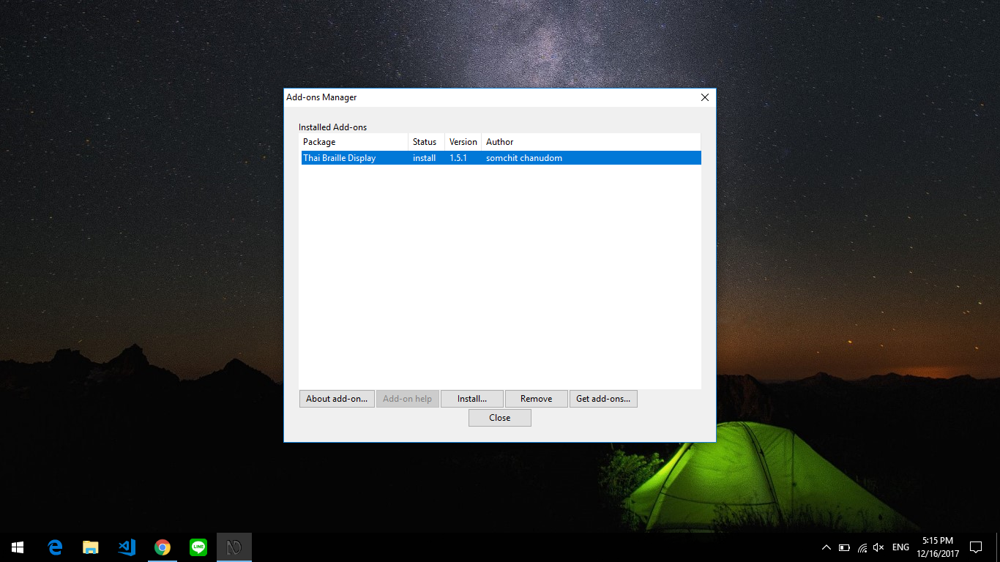 Add-ons Manager
Installed Add-ons
Package Status Version Author
Thai Braille Display install 1.5.1 somchit chanudom
About add-on... Add-on help Install... Remove Get add-ons...
Close
LINE
ENG
5:15 PM
12/16/2017